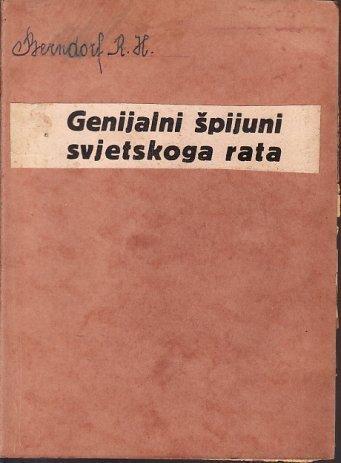 Berndorf R. H.
Genijalni špijuni
svjetskoga rata